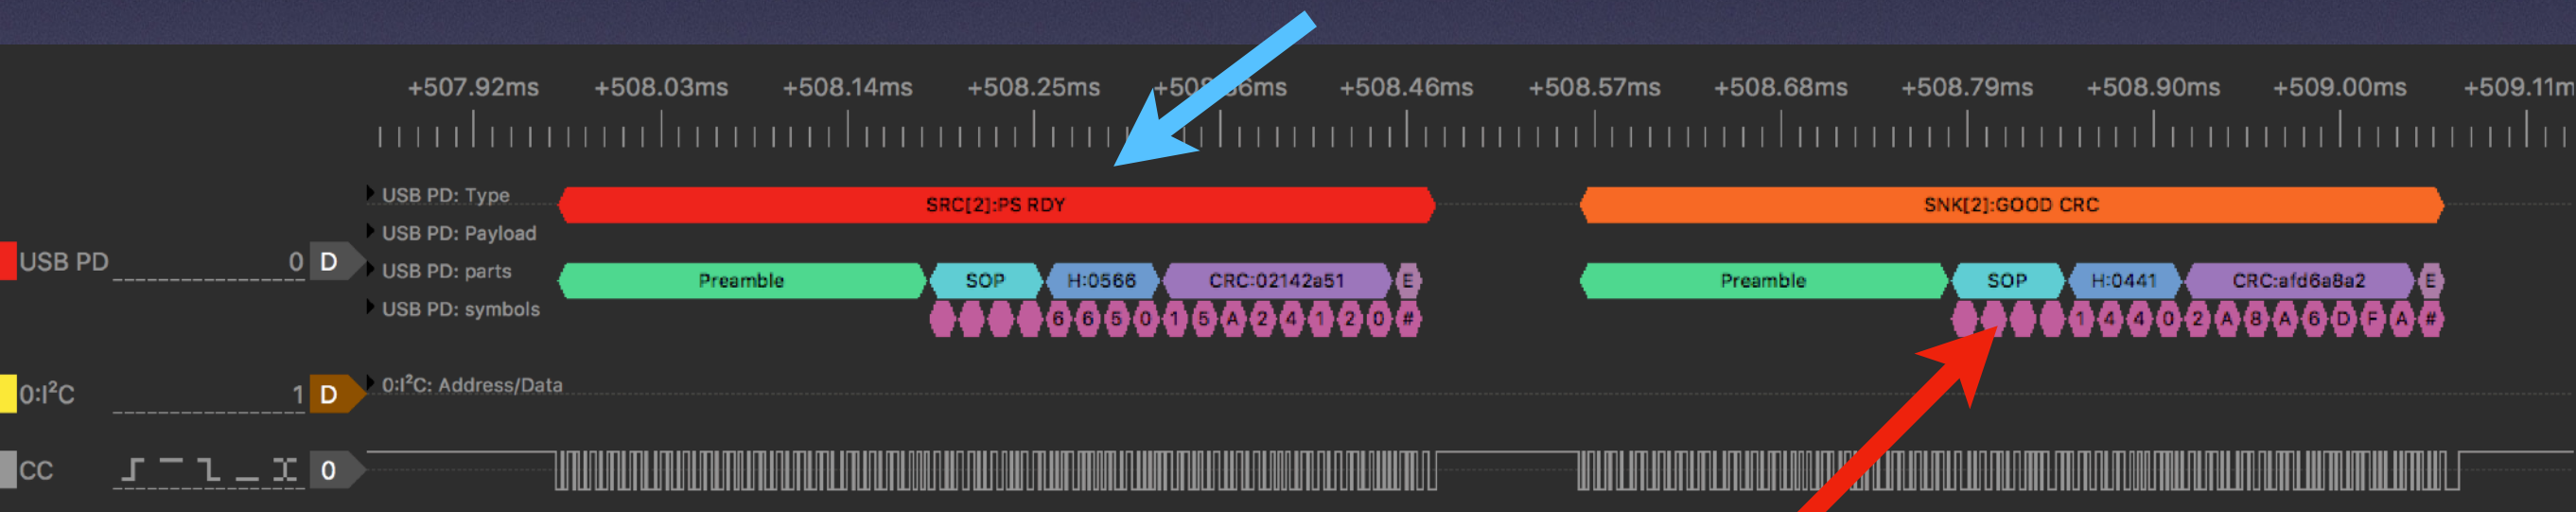 +507.92ms +508.03ms +508.14ms +508.25ms +508.46ms +508.57ms +508.68ms +508.79ms +508.90ms +509.00ms +509.11m
USB PD: Type SRC[2]:PS RDY SNK[2]:GOOD CRC
USB PD: Payload
USB PD 0 D
USB PD: parts Preamble SOP H:0566 CRC:02142a51 E Preamble SOP H:0441 CRC:afd6a8a2 E
USB PD: symbols 6 6 5 0 1 5 A 2 4 1 2 0 # 1 4 4 0 2 A 8 A 6 D F A #
0:I²C 1 D 0:I²C: Address/Data
CC 0